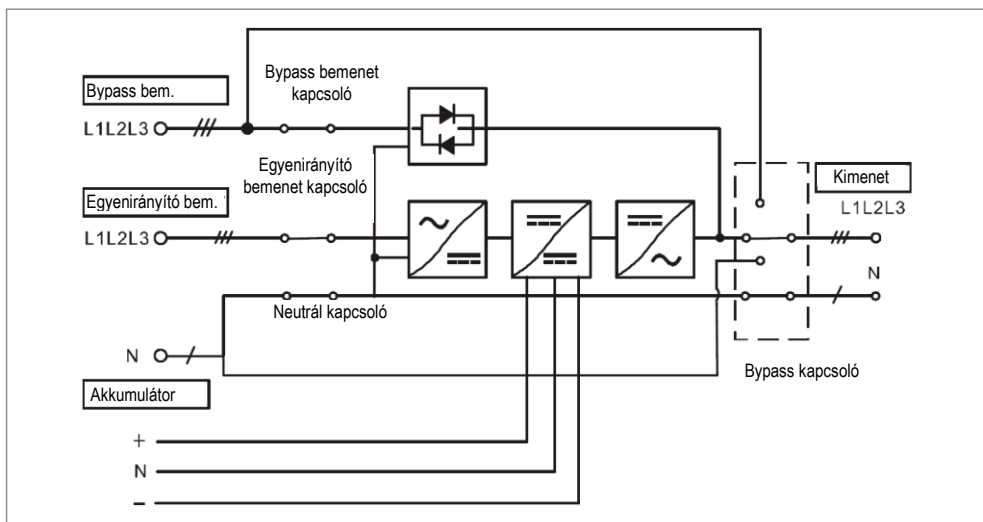 Bypass bem.
Bypass bemenet
kapcsoló
L1L2L3
Egyenirányító
bemenet kapcsoló
Egyenirányító bem.
Kimenet
L1L2L3
L1L2L3
N
Neutrál kapcsoló
N
Bypass kapcsoló
Akkumulátor
+
N
-